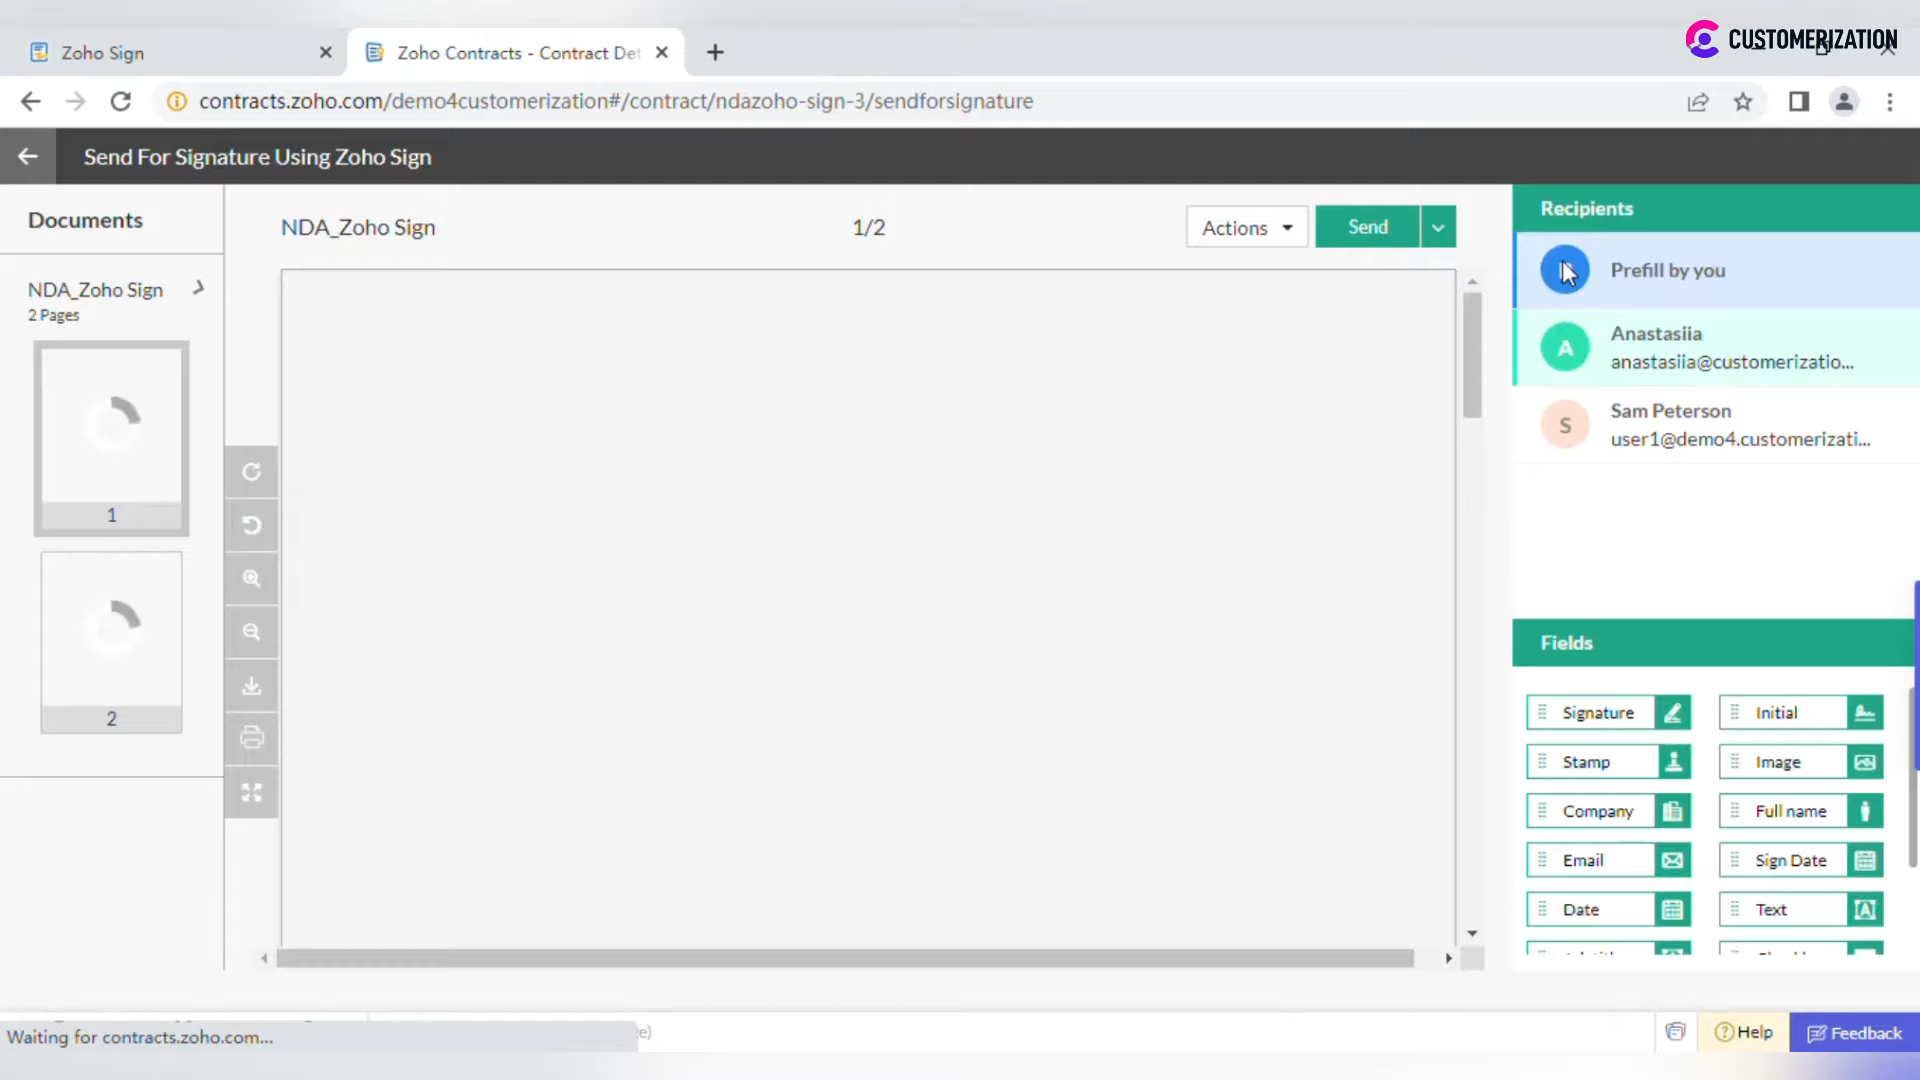 CUSTOMERIZATION
Zoho Sign
Zoho Contracts - Contract Det
contracts.zoho.com/demo4customerization#/contract/ndazoho-sign-3/sendforsignature
Send For Signature Using Zoho Sign
Documents
NDA_Zoho Sign
2 Pages
1
2
NDA_Zoho Sign
1/2
Actions
Send
Recipients
Prefill by you
A
Anastasiia
anastasiia@customerizatio...
S
Sam Peterson
user1@demo4.customerizati...
Fields
Signature
Initial
Stamp
Image
Company
Full name
Email
Sign Date
Date
Text
Waiting for contracts.zoho.com...
Help
Feedback